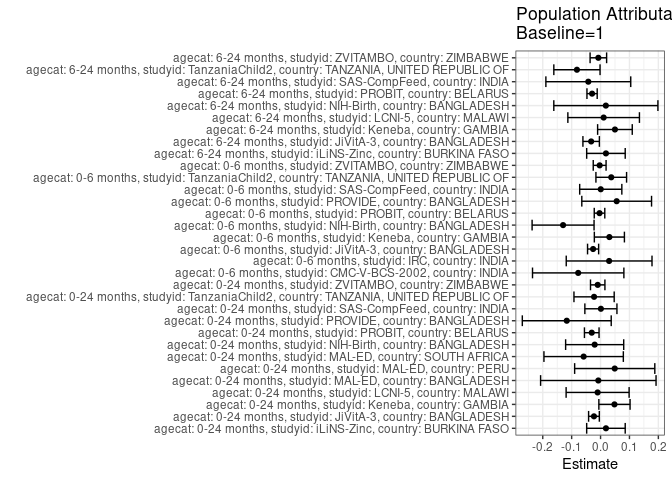 Population Attributa
Baseline=1
agecat: 6-24 months, studyid: ZVITAMBO, country: ZIMBABWE
agecat: 6-24 months, studyid: TanzaniaChild2, country: TANZANIA, UNITED REPUBLIC OF
agecat: 6-24 months, studyid: SAS-CompFeed, country: INDIA
agecat: 6-24 months, studyid: PROBIT, country: BELARUS
agecat: 6-24 months, studyid: NIH-Birth, country: BANGLADESH
agecat: 6-24 months, studyid: LCNI-5, country: MALAWI
agecat: 6-24 months, studyid: Keneba, country: GAMBIA
agecat: 6-24 months, studyid: JiVitA-3, country: BANGLADESH
agecat: 6-24 months, studyid: iLiNS-Zinc, country: BURKINA FASO
agecat: 0-6 months, studyid: ZVITAMBO, country: ZIMBABWE
agecat: 0-6 months, studyid: TanzaniaChild2, country: TANZANIA, UNITED REPUBLIC OF
agecat: 0-6 months, studyid: SAS-CompFeed, country: INDIA
agecat: 0-6 months, studyid: PROVIDE, country: BANGLADESH
agecat: 0-6 months, studyid: PROBIT, country: BELARUS
agecat: 0-6 months, studyid: NIH-Birth, country: BANGLADESH
agecat: 0-6 months, studyid: Keneba, country: GAMBIA
agecat: 0-6 months, studyid: JiVitA-3, country: BANGLADESH
agecat: 0-6 months, studyid: IRC, country: INDIA
agecat: 0-6 months, studyid: CMC-V-BCS-2002, country: INDIA
agecat: 0-24 months, studyid: ZVITAMBO, country: ZIMBABWE
agecat: 0-24 months, studyid: TanzaniaChild2, country: TANZANIA, UNITED REPUBLIC OF
agecat: 0-24 months, studyid: SAS-CompFeed, country: INDIA
agecat: 0-24 months, studyid: PROVIDE, country: BANGLADESH
agecat: 0-24 months, studyid: PROBIT, country: BELARUS
agecat: 0-24 months, studyid: NIH-Birth, country: BANGLADESH
agecat: 0-24 months, studyid: MAL-ED, country: SOUTH AFRICA
agecat: 0-24 months, studyid: MAL-ED, country: PERU
agecat: 0-24 months, studyid: MAL-ED, country: BANGLADESH
agecat: 0-24 months, studyid: LCNI-5, country: MALAWI
agecat: 0-24 months, studyid: Keneba, country: GAMBIA
agecat: 0-24 months, studyid: JiVitA-3, country: BANGLADESH
agecat: 0-24 months, studyid: iLiNS-Zinc, country: BURKINA FASO
-0.2 -0.1 0.0 0.1 0.2
Estimate